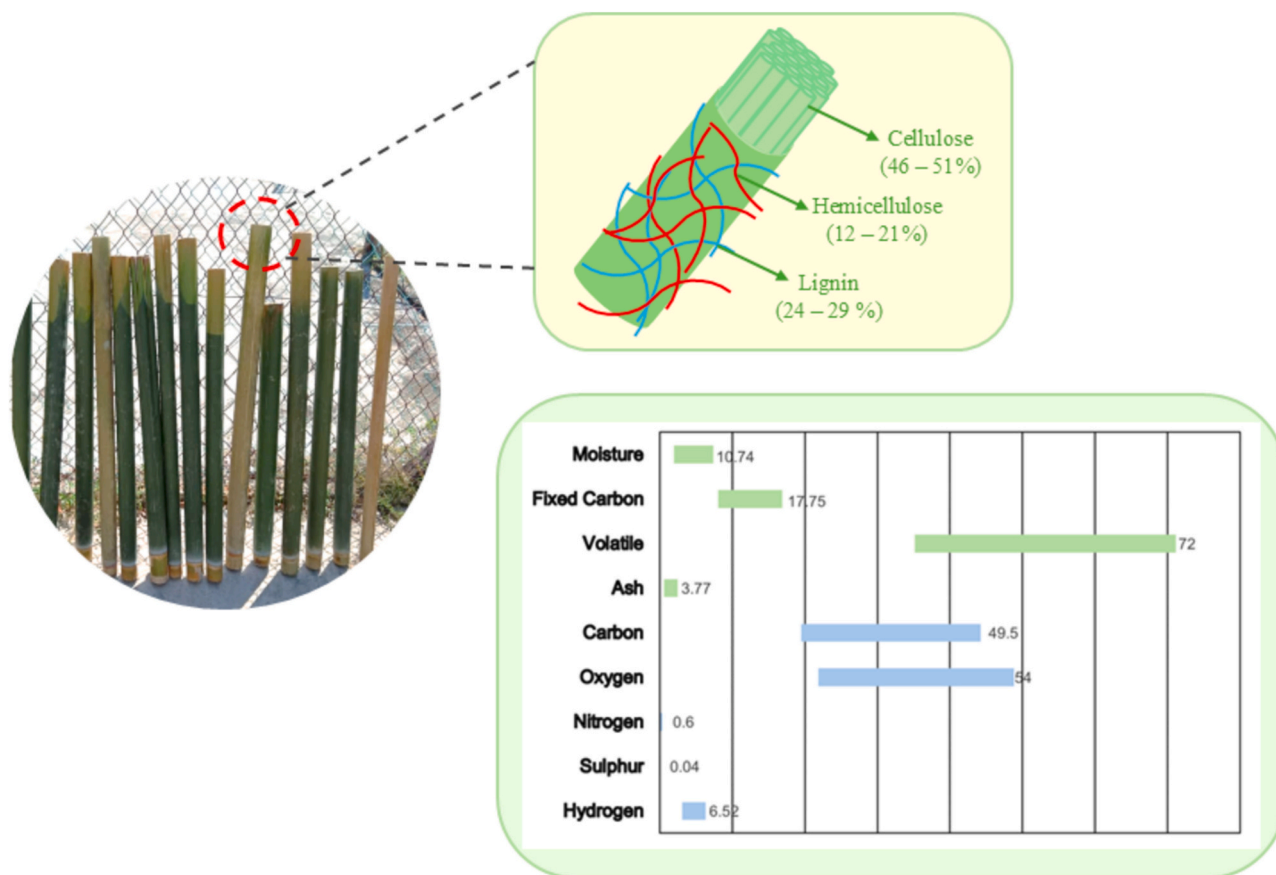 Cellulose
(46 – 51%)
Hemicellulose
(12 – 21%)
Lignin
(24 – 29 %)
Moisture 10.74
Fixed Carbon 17.75
Volatile 72
Ash 3.77
Carbon 49.5
Oxygen 54
Nitrogen 0.6
Sulphur 0.04
Hydrogen 6.52